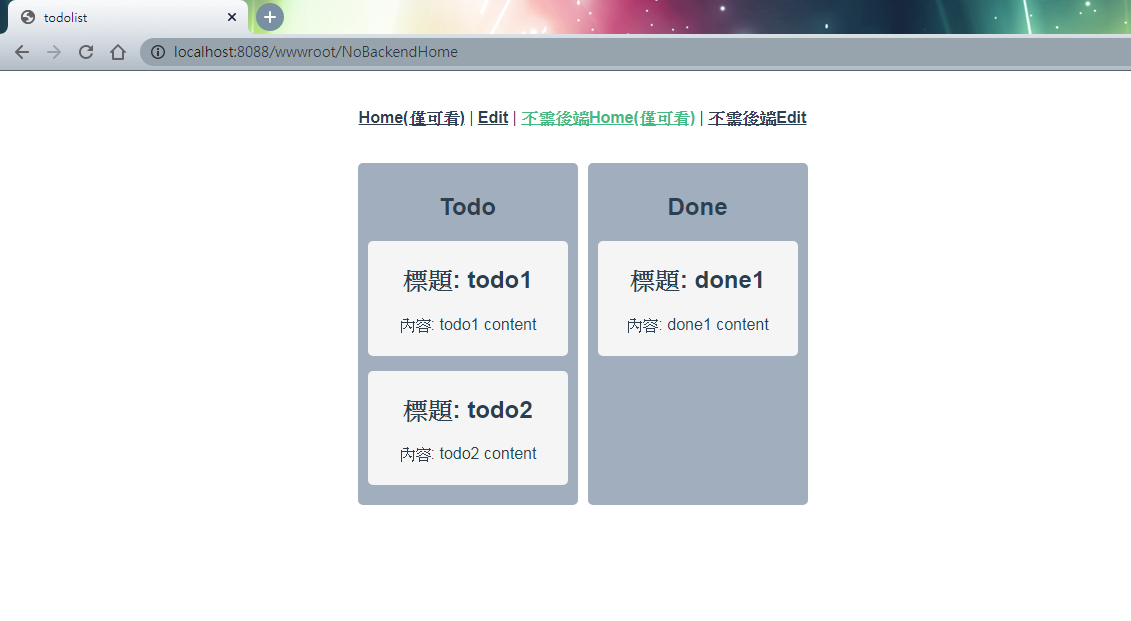 todolist
localhost:8088/wwwroot/NoBackendHome
Home(僅可看) | Edit | 不需後端Home(僅可看) | 不需後端Edit
Todo
標題: todo1
內容: todo1 content
標題: todo2
內容: todo2 content
Done
標題: done1
內容: done1 content